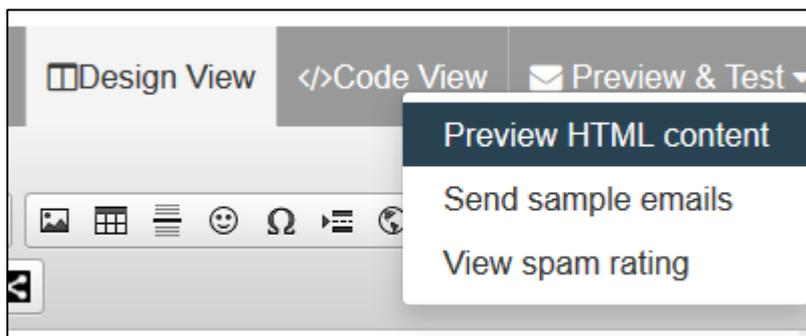 Design View </>Code View Preview & Test
Preview HTML content
Send sample emails
View spam rating
Ω